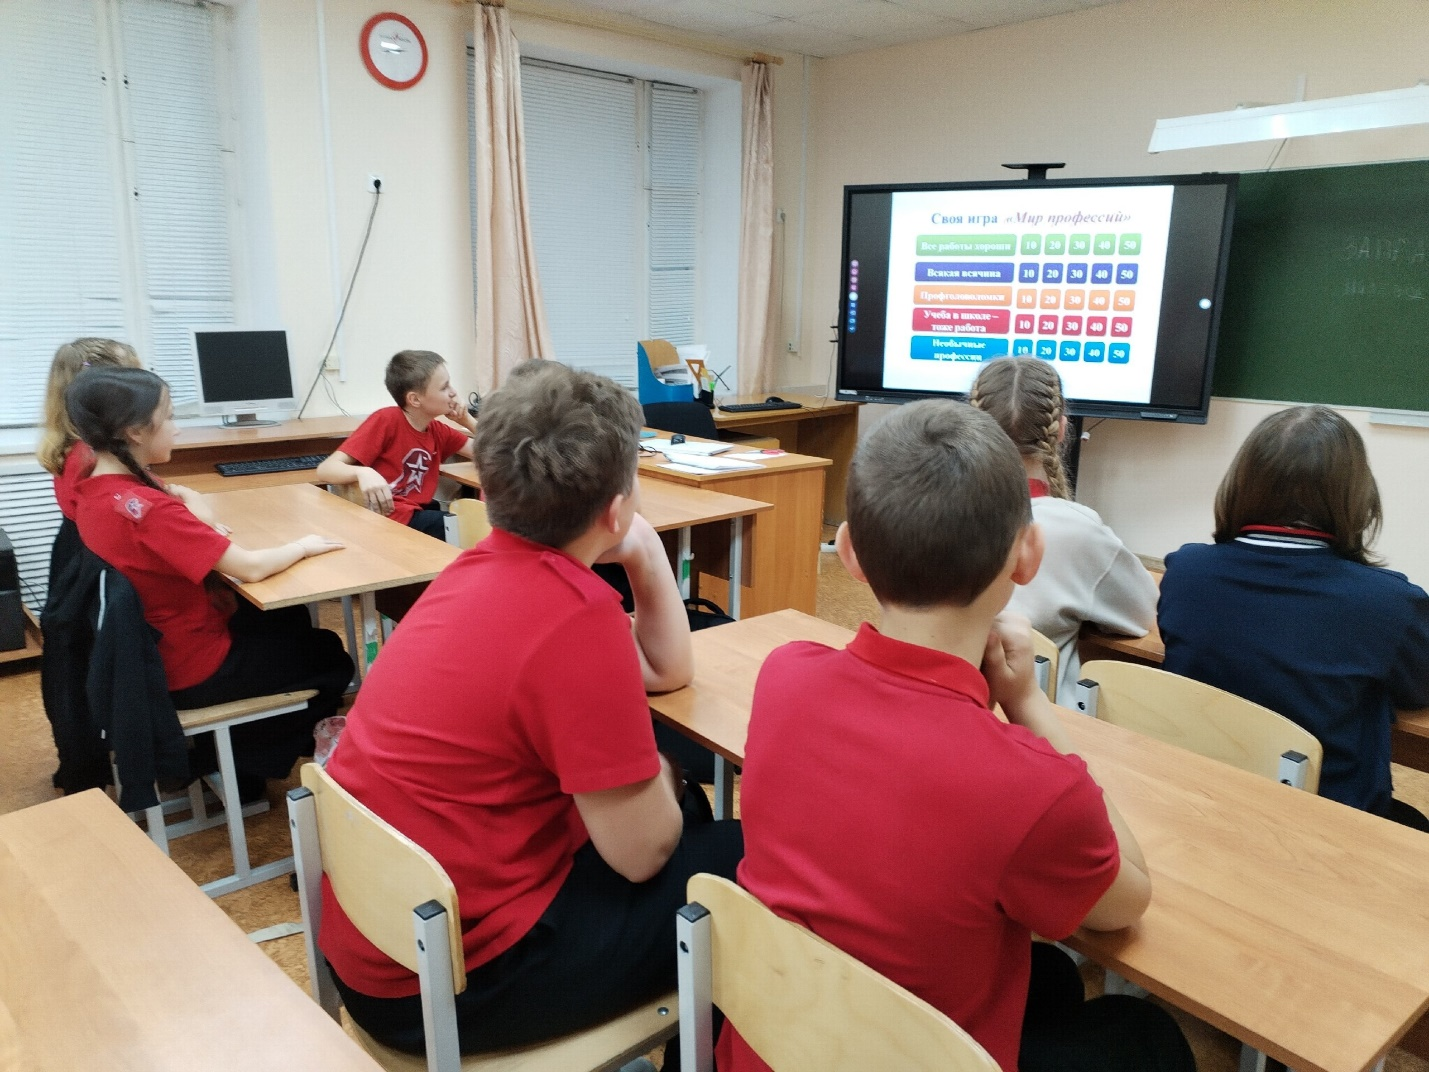 Своя игра «Мир профессий»
Все работы хороши 10 20 30 40 50
Всякая всячина 10 20 30 40 50
Профголоволомки 10 20 30 40 50
Учеба в школе –
тоже работа 10 20 30 40 50
Необычные
профессии 10 20 30 40 50